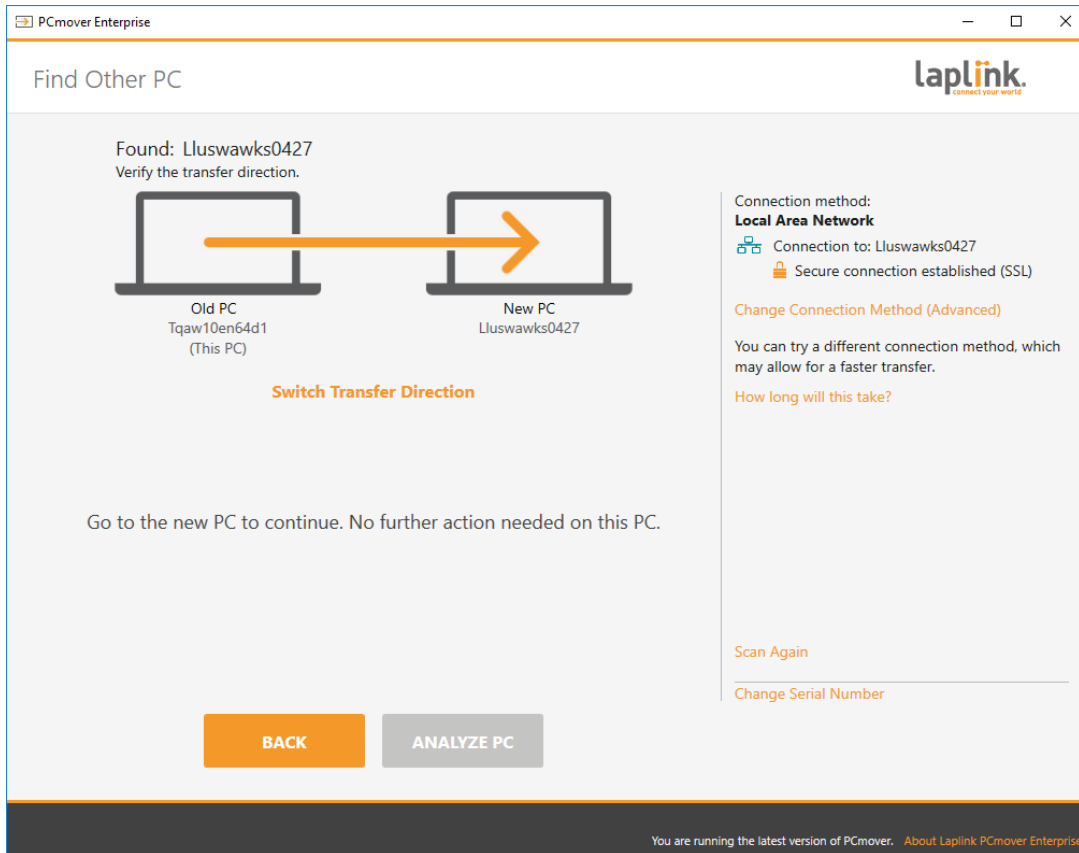 PCmover Enterprise
Find Other PC
laplink.
connect your world
Found: Lluswawks0427
Verify the transfer direction.
Old PC
Tqaw10en64d1
(This PC)
New PC
Lluswawks0427
Switch Transfer Direction
Go to the new PC to continue. No further action needed on this PC.
Connection method:
Local Area Network
Connection to: Lluswawks0427
Secure connection established (SSL)
Change Connection Method (Advanced)
You can try a different connection method, which
may allow for a faster transfer.
How long will this take?
Scan Again
Change Serial Number
BACK
ANALYZE PC
You are running the latest version of PCmover. About Laplink PCmover Enterprise